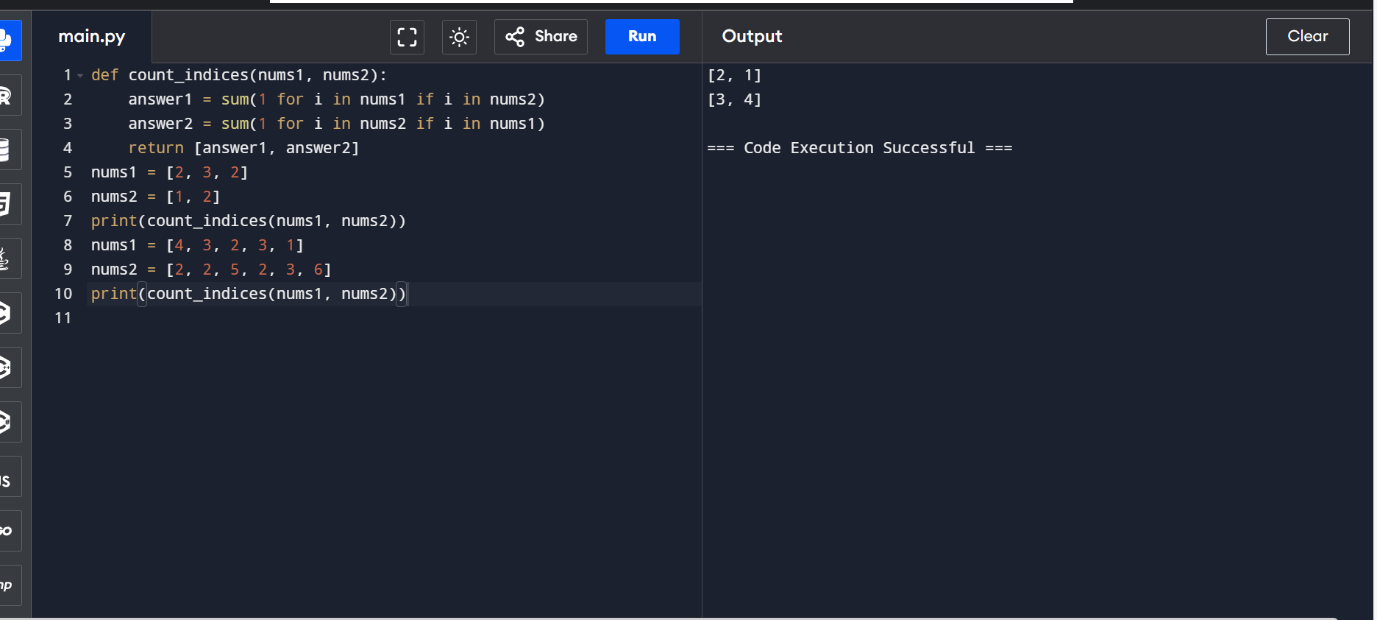 main.py
Share
Run
Output
Clear
1 def count_indices(nums1, nums2):
2     answer1 = sum(1 for i in nums1 if i in nums2)
3     answer2 = sum(1 for i in nums2 if i in nums1)
4     return [answer1, answer2]
5 nums1 = [2, 3, 2]
6 nums2 = [1, 2]
7 print(count_indices(nums1, nums2))
8 nums1 = [4, 3, 2, 3, 1]
9 nums2 = [2, 2, 5, 2, 3, 6]
10 print(count_indices(nums1, nums2))
11
[2, 1]
[3, 4]
=== Code Execution Successful ===